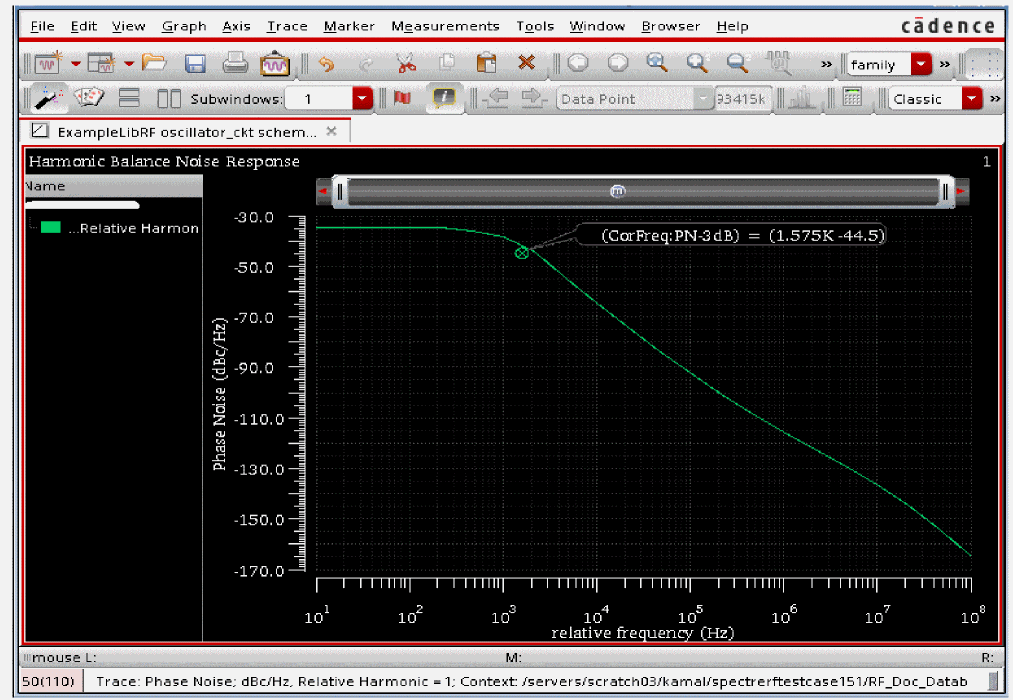 File Edit View Graph Axis Trace Marker Measurements Tools Window Browser Help cādence
» family »
Subwindows: 1 Data Point 93415k Classic »
ExampleLibRF oscillator_ckt schem...
Harmonic Balance Noise Response 1
Name
...Relative Harmon
(CorFreq:PN-3dB) = (1.575K -44.5)
Phase Noise (dBc/Hz)
-30.0
-50.0
-70.0
-90.0
-110.0
-130.0
-150.0
-170.0
10^1 10^2 10^3 10^4 10^5 10^6 10^7 10^8
relative frequency (Hz)
mouse L: M: R:
50(110) Trace: Phase Noise; dBc/Hz, Relative Harmonic = 1; Context: /servers/scratch03/kamal/spectrerftestcase151/RF_Doc_Datab